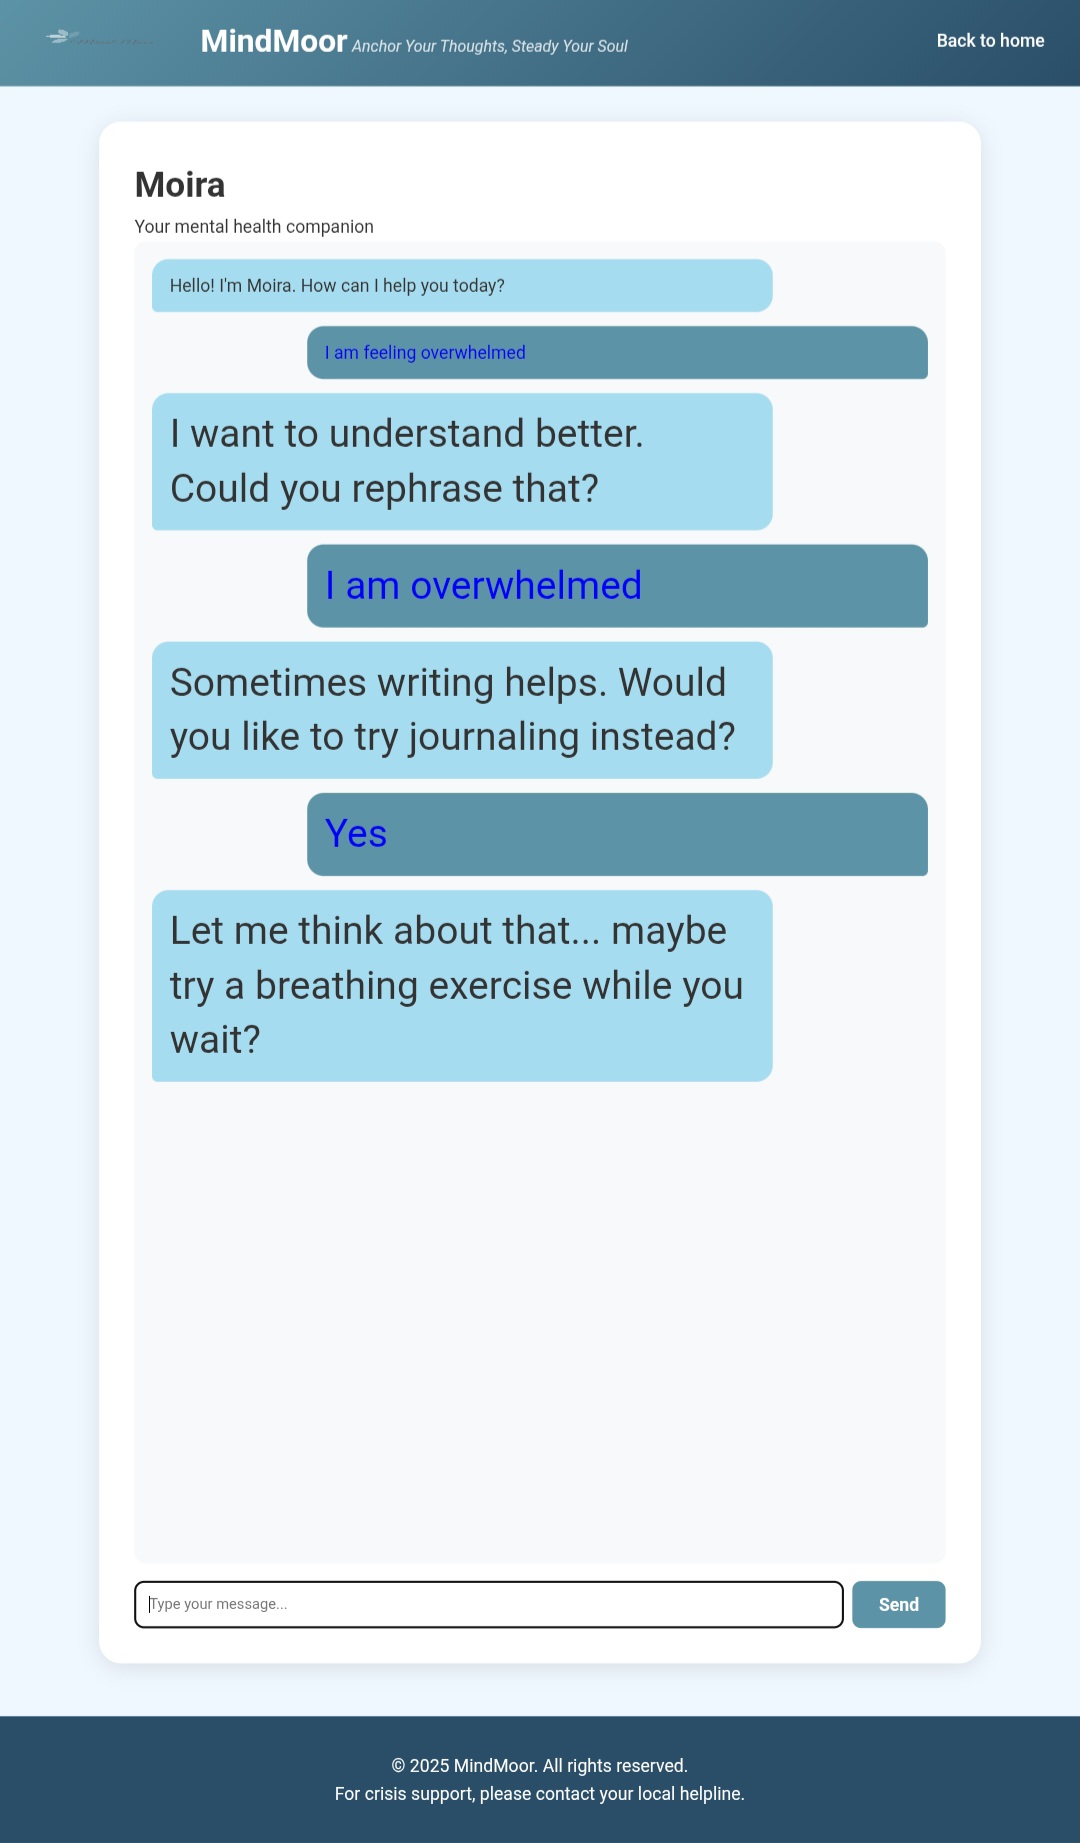 MindMoor Anchor Your Thoughts, Steady Your Soul
Back to home
Moira
Your mental health companion
Hello! I'm Moira. How can I help you today?
I am feeling overwhelmed
I want to understand better.
Could you rephrase that?
I am overwhelmed
Sometimes writing helps. Would
you like to try journaling instead?
Yes
Let me think about that... maybe
try a breathing exercise while you
wait?
Type your message...
Send
© 2025 MindMoor. All rights reserved.
For crisis support, please contact your local helpline.